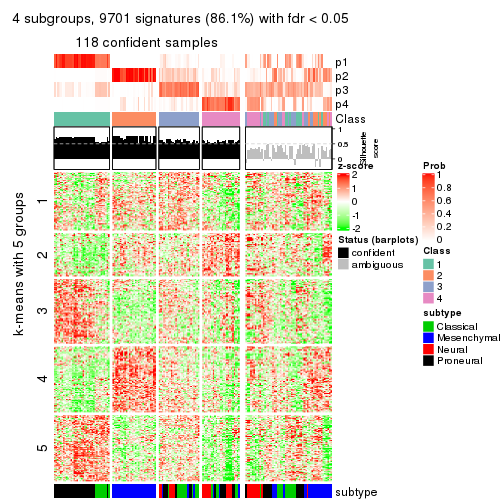 4 subgroups, 9701 signatures (86.1%) with fdr < 0.05
118 confident samples
p1
p2
p3
p4
Class
1
0.5
0
Silhouette
score
k-means with 5 groups
1
2
3
4
5
subtype
z-score
2
1
0
-1
-2
Status (barplots)
confident
ambiguous
Prob
1
0.8
0.6
0.4
0.2
0
Class
1
2
3
4
subtype
Classical
Mesenchymal
Neural
Proneural